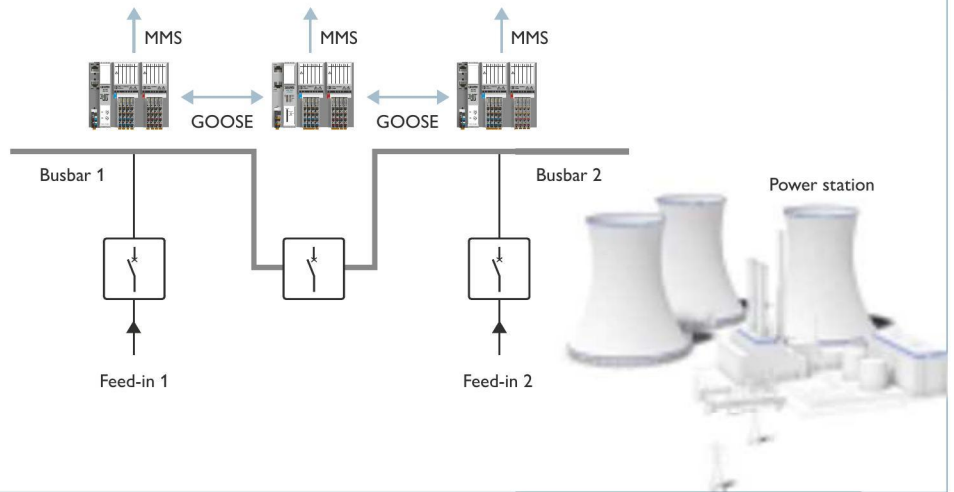 MMS
MMS
MMS
GOOSE
GOOSE
Busbar 1
Busbar 2
Power station
Feed-in 1
Feed-in 2